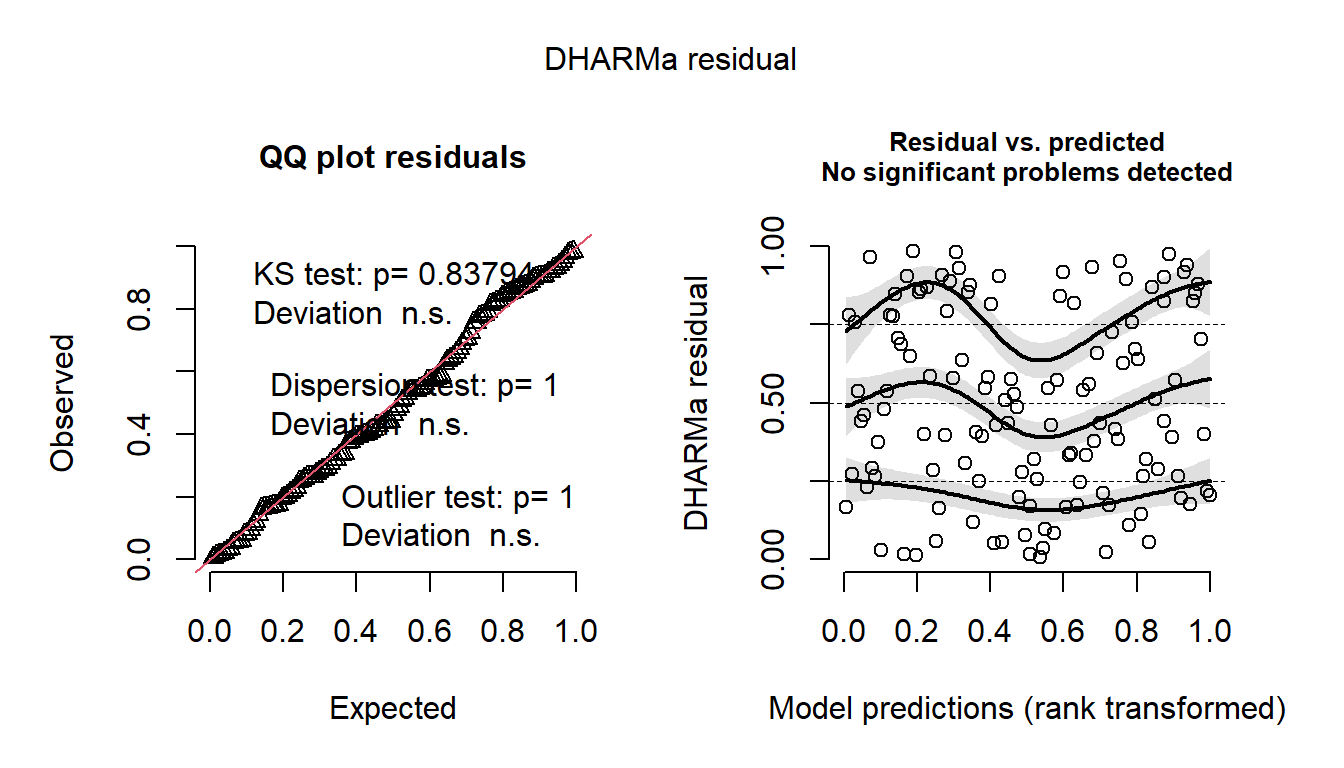 DHARMa residual
QQ plot residuals
KS test: p= 0.83794
Deviation  n.s.
Dispersion test: p= 1
Deviation  n.s.
Outlier test: p= 1
Deviation  n.s.
Observed
0.0
0.4
0.8
0.0 0.2 0.4 0.6 0.8 1.0
Expected
Residual vs. predicted
No significant problems detected
DHARMa residual
0.00
0.50
1.00
0.0 0.2 0.4 0.6 0.8 1.0
Model predictions (rank transformed)